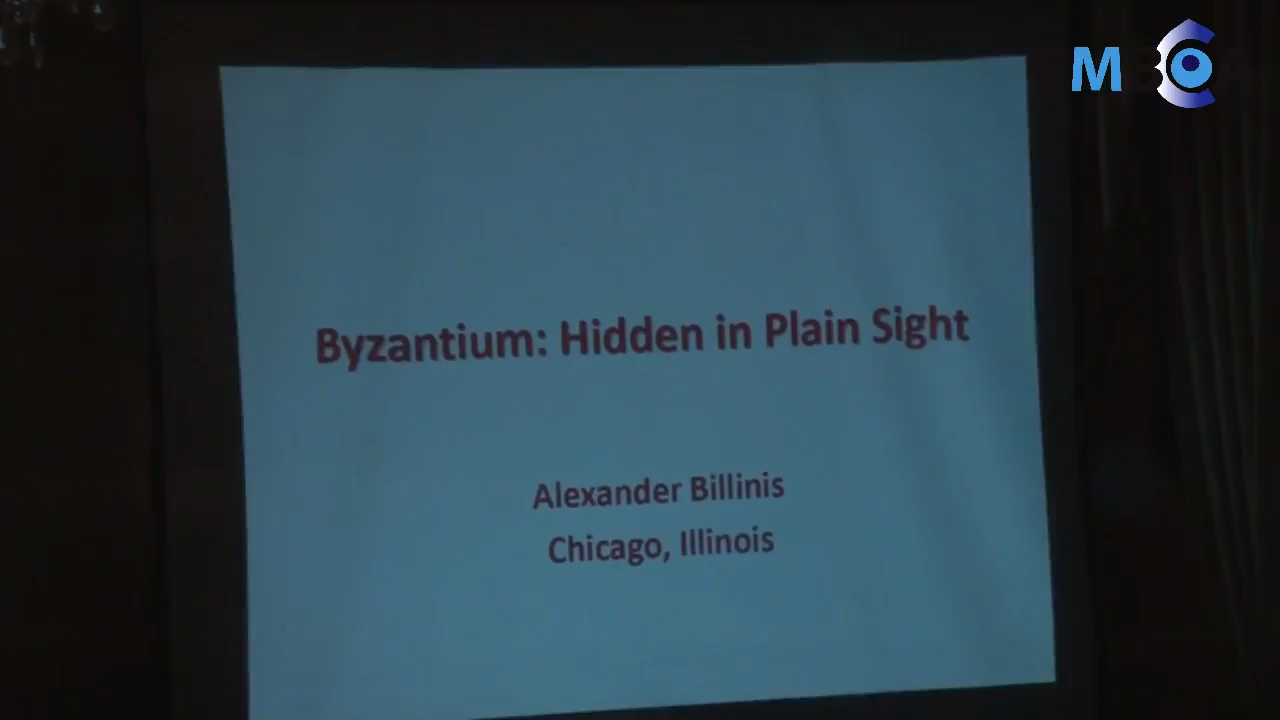 Byzantium: Hidden in Plain Sight
Alexander Billinis
Chicago, Illinois